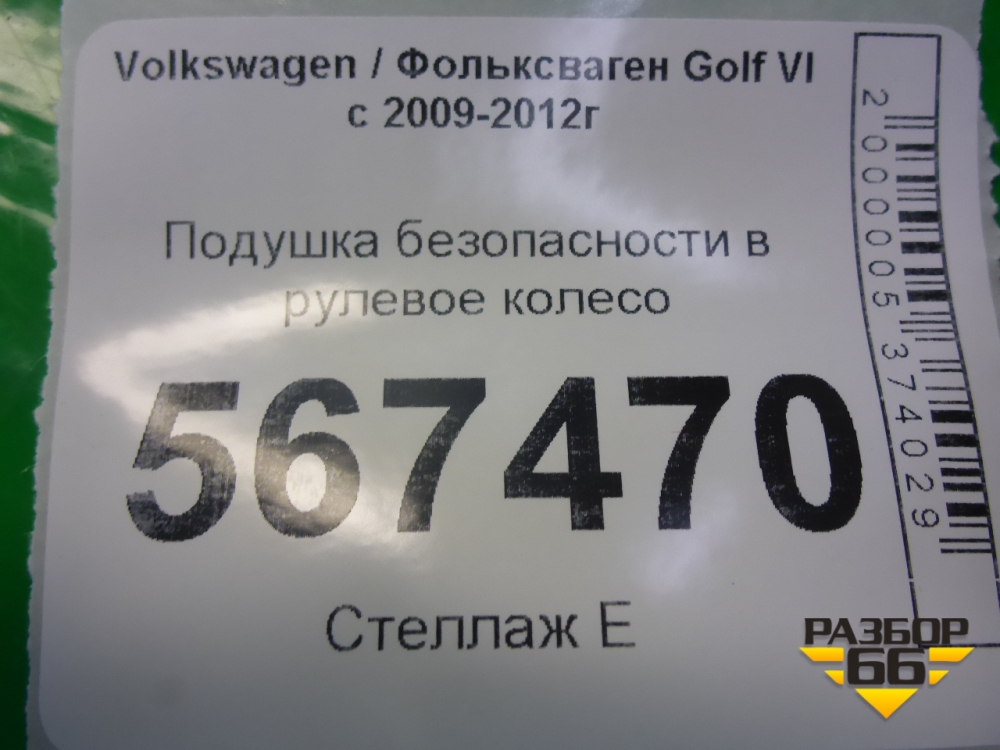 Volkswagen / Фольксваген Golf VI
с 2009-2012г
Подушка безопасности в
рулевое колесо
567470
Стеллаж Е
2000005374029
РАЗБОР
66